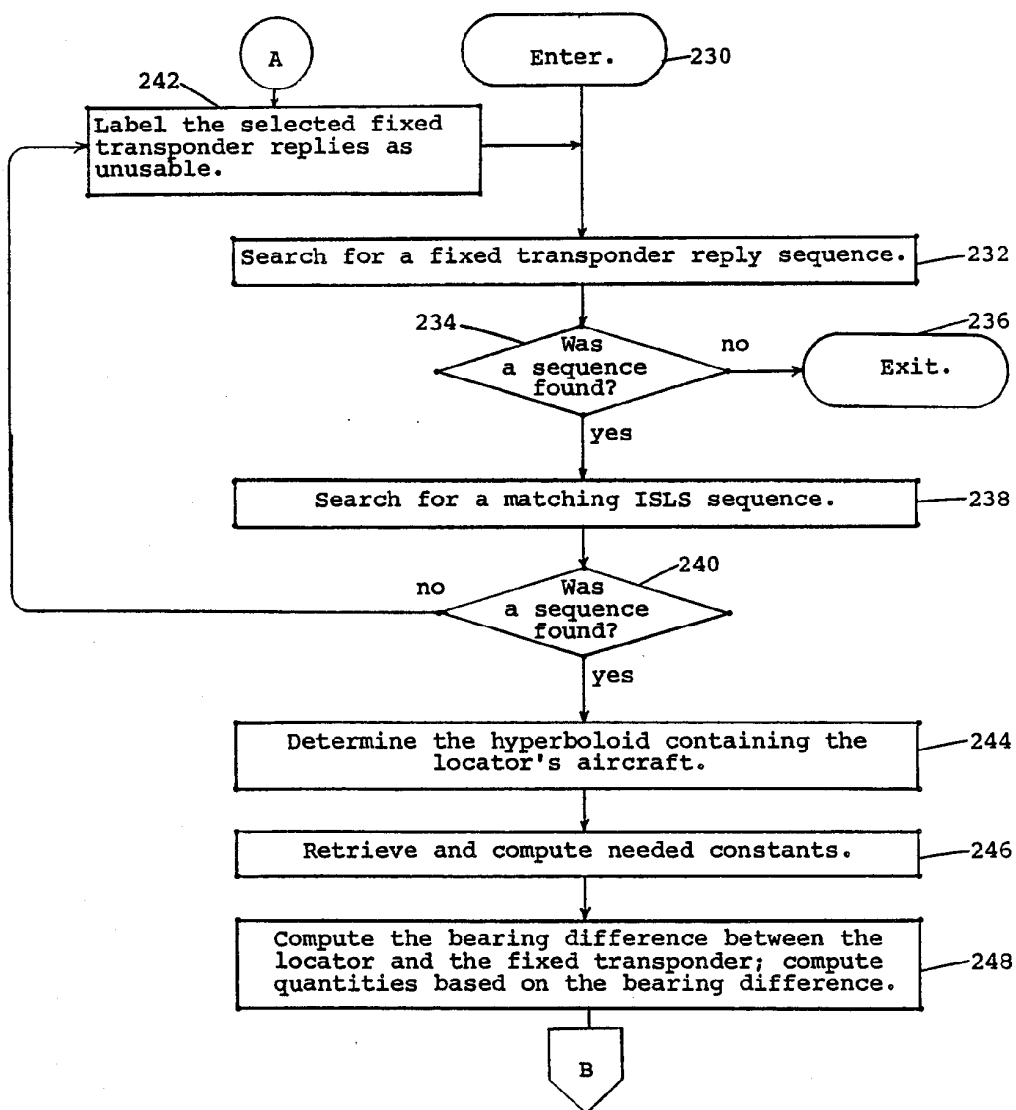 A
Enter.
230
242
Label the selected fixed
transponder replies as
unusable.
Search for a fixed transponder reply sequence.
232
234
Was
a sequence
found?
no
236
Exit.
yes
Search for a matching ISLS sequence.
238
no
Was
a sequence
found?
240
yes
Determine the hyperboloid containing the
locator's aircraft.
244
Retrieve and compute needed constants.
246
Compute the bearing difference between the
locator and the fixed transponder; compute
quantities based on the bearing difference.
248
B